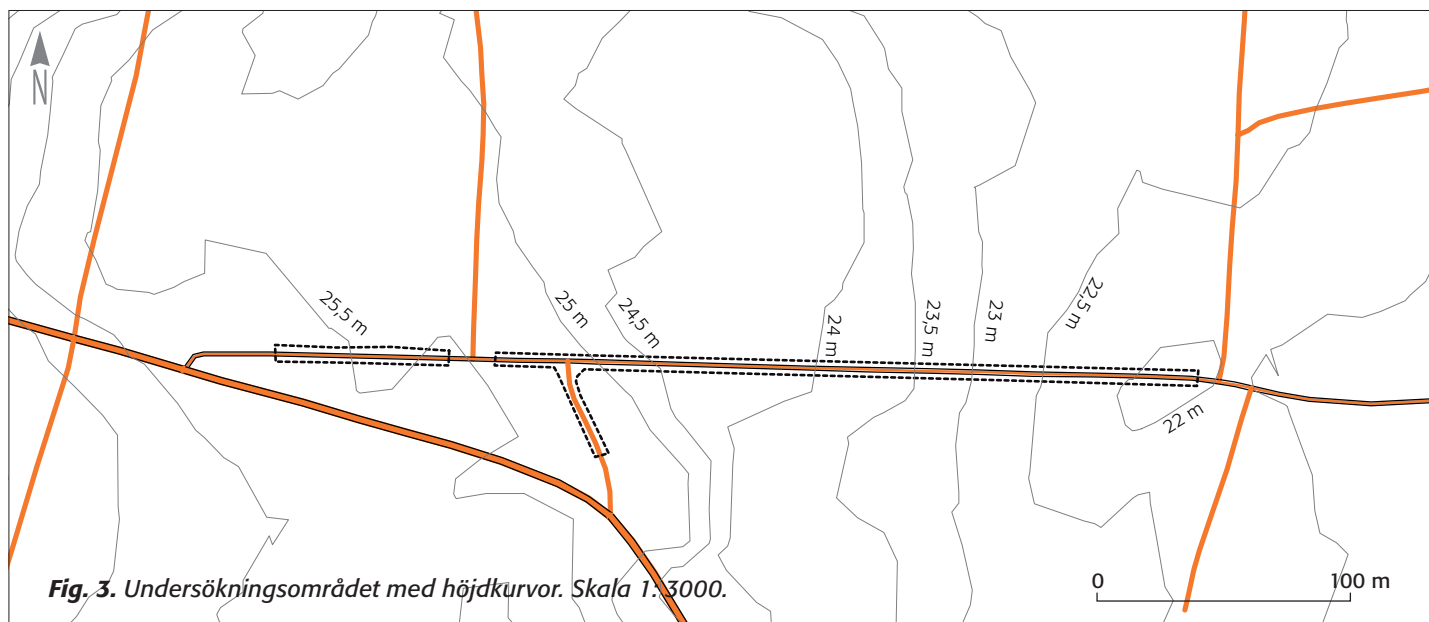 N
25,5 m
25 m
24,5 m
24 m
23,5 m
23 m
22,5 m
22 m
0 100 m
Fig. 3. Undersökningsområdet med höjdkurvor. Skala 1:3000.